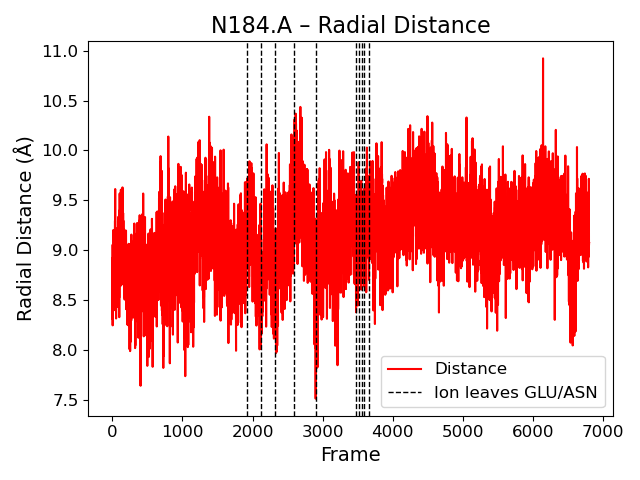 N184.A – Radial Distance
11.0
10.5
10.0
9.5
9.0
8.5
8.0
7.5
Radial Distance (Å)
Distance
Ion leaves GLU/ASN
0 1000 2000 3000 4000 5000 6000 7000
Frame